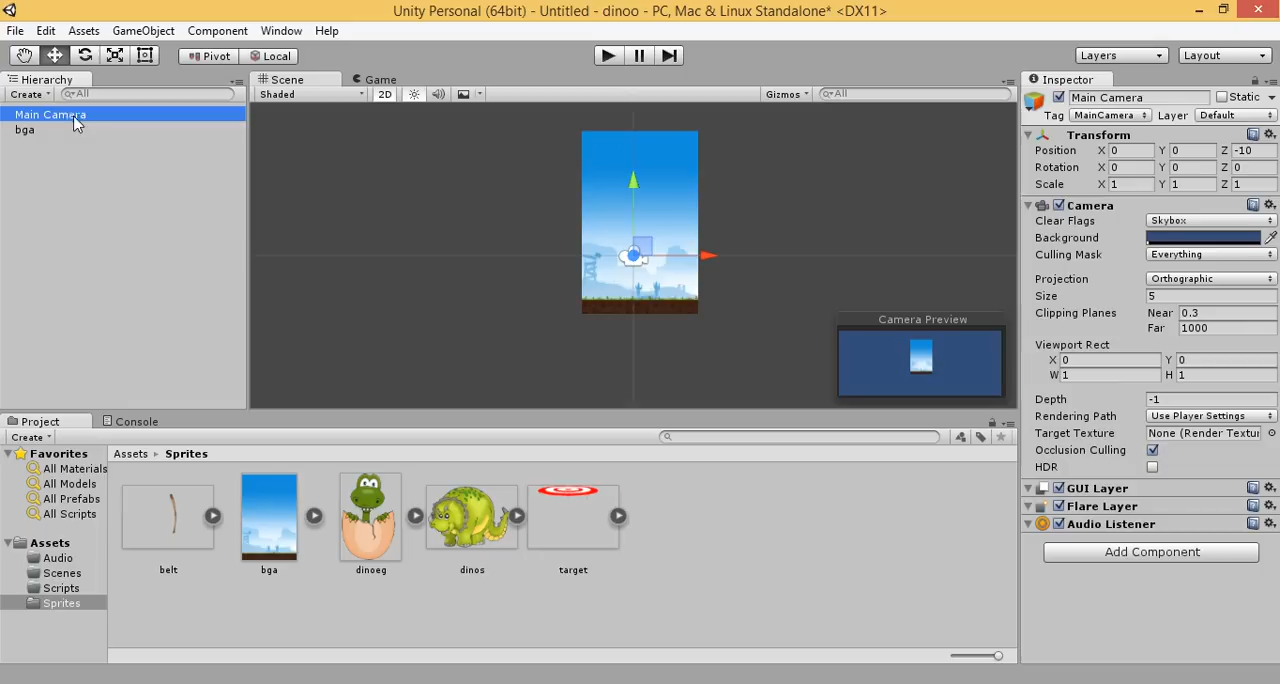 Unity Personal (64bit) - Untitled - dinoo - PC, Mac & Linux Standalone* <DX11>
File Edit Assets GameObject Component Window Help
Pivot Local Layers Layout
Hierarchy
Create All
Main Camera
bga
Scene Game
Shaded 2D Gizmos All
Camera Preview
Inspector
Main Camera Static
Tag MainCamera Layer Default
Transform
Position X 0 Y 0 Z -10
Rotation X 0 Y 0 Z 0
Scale X 1 Y 1 Z 1
Camera
Clear Flags Skybox
Background
Culling Mask Everything
Projection Orthographic
Size 5
Clipping Planes Near 0.3
Far 1000
Viewport Rect
X 0 Y 0
W 1 H 1
Depth -1
Rendering Path Use Player Settings
Target Texture None (Render Textur
Occlusion Culling
HDR
GUI Layer
Flare Layer
Audio Listener
Add Component
Project Console
Create
Favorites
All Materials
All Models
All Prefabs
All Scripts
Assets
Audio
Scenes
Scripts
Sprites
Assets Sprites
belt bga dinoeg dinos target